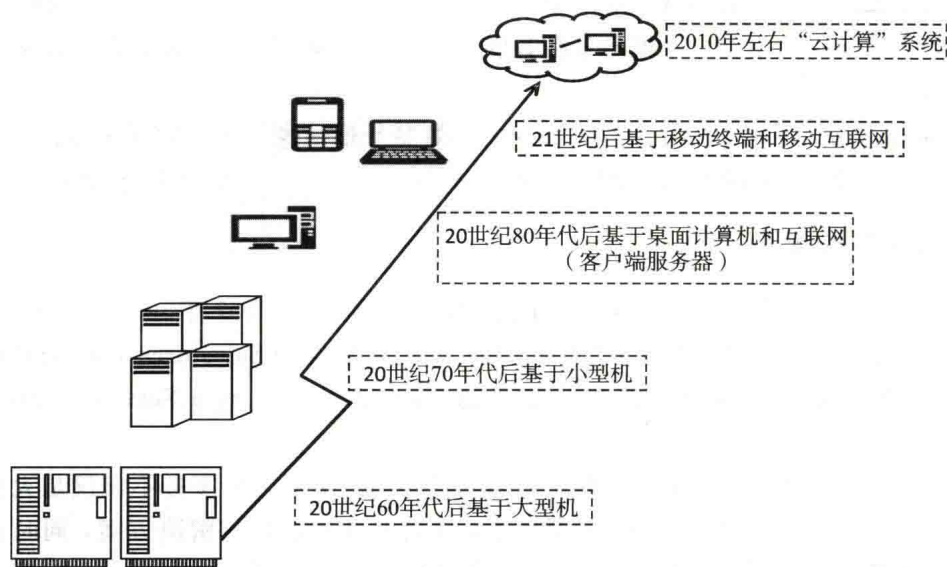 2010年左右“云计算”系统
21世纪后基于移动终端和移动互联网
20世纪80年代后基于桌面计算机和互联网
（客户端服务器）
20世纪70年代后基于小型机
20世纪60年代后基于大型机